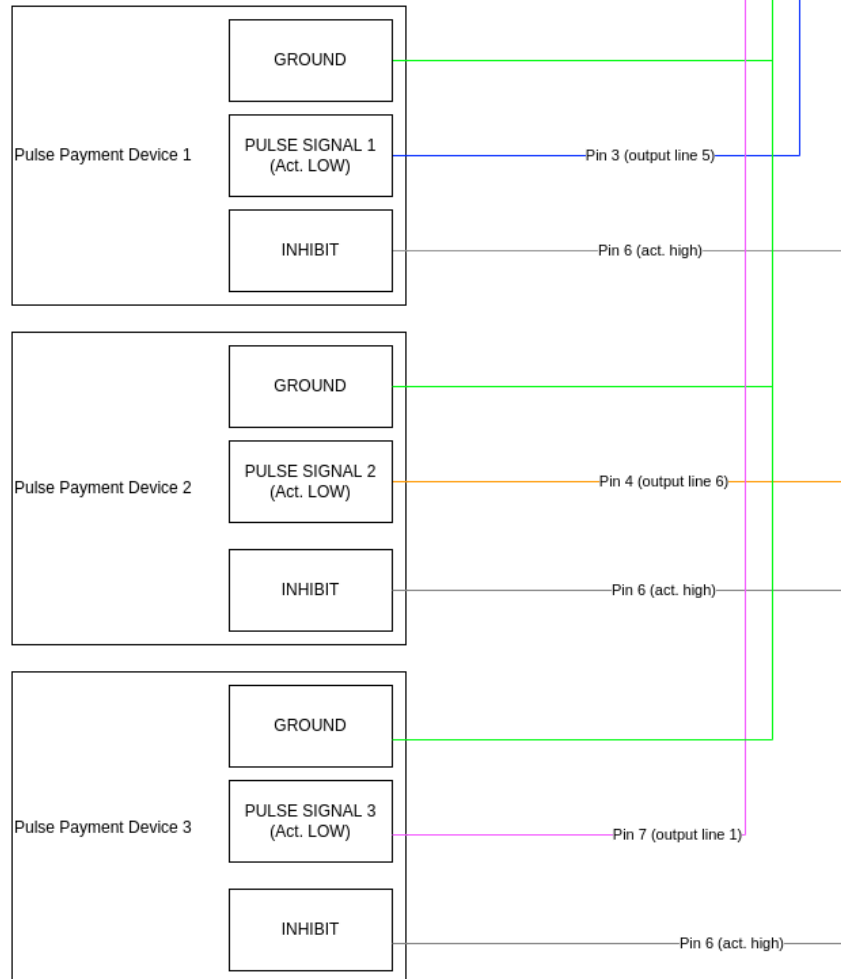 GROUND
Pulse Payment Device 1
PULSE SIGNAL 1
(Act. LOW)
Pin 3 (output line 5)
INHIBIT
Pin 6 (act. high)
GROUND
Pulse Payment Device 2
PULSE SIGNAL 2
(Act. LOW)
Pin 4 (output line 6)
INHIBIT
Pin 6 (act. high)
GROUND
Pulse Payment Device 3
PULSE SIGNAL 3
(Act. LOW)
Pin 7 (output line 1)
INHIBIT
Pin 6 (act. high)